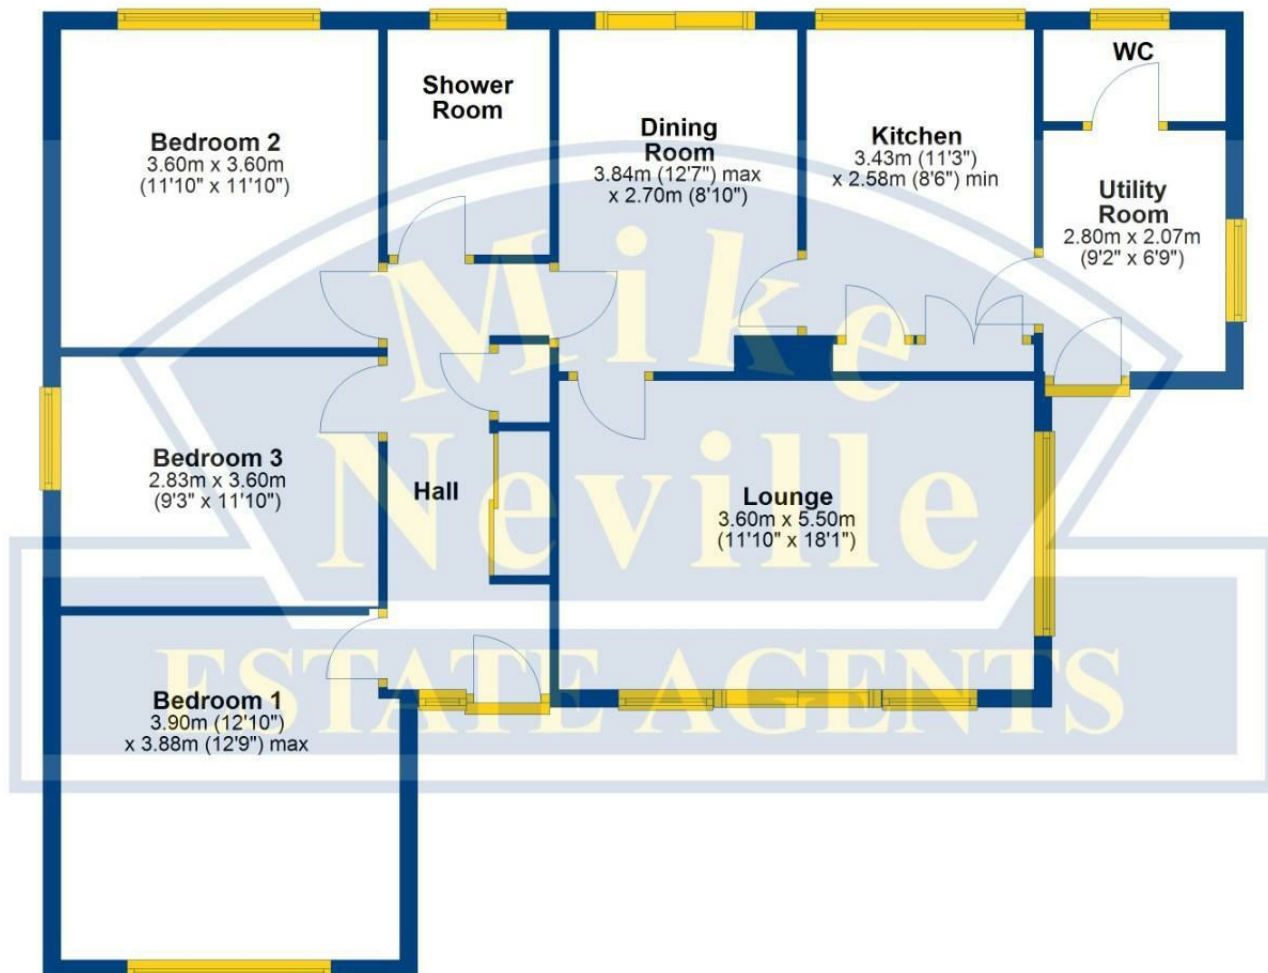 Bedroom 2
3.60m x 3.60m
(11'10" x 11'10")
Shower
Room
Dining
Room
3.84m (12'7") max
x 2.70m (8'10")
Kitchen
3.43m (11'3")
x 2.58m (8'6") min
WC
Utility
Room
2.80m x 2.07m
(9'2" x 6'9")
Mike
Neville
ESTATE AGENTS
Bedroom 3
2.83m x 3.60m
(9'3" x 11'10")
Hall
Lounge
3.60m x 5.50m
(11'10" x 18'1")
Bedroom 1
3.90m (12'10")
x 3.88m (12'9") max